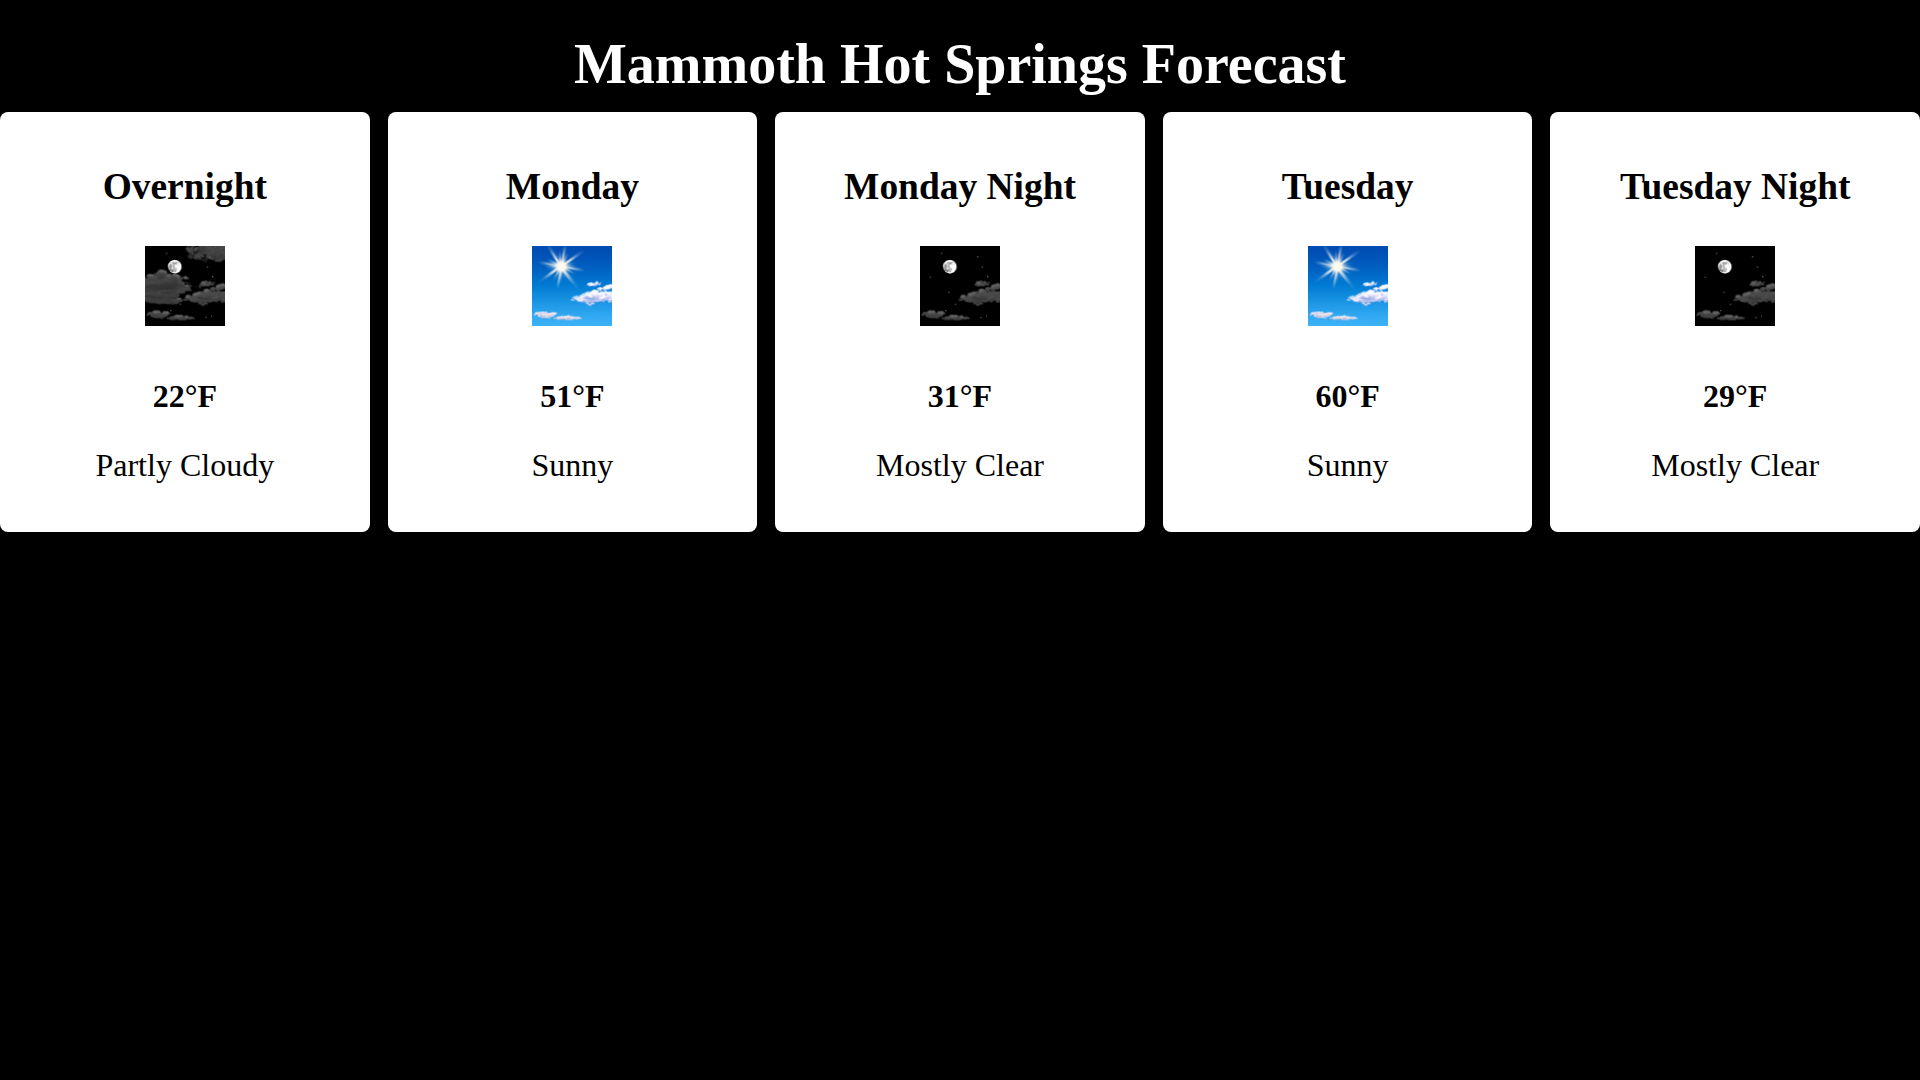 Mammoth Hot Springs Forecast
Overnight
22°F
Partly Cloudy
Monday
51°F
Sunny
Monday Night
31°F
Mostly Clear
Tuesday
60°F
Sunny
Tuesday Night
29°F
Mostly Clear